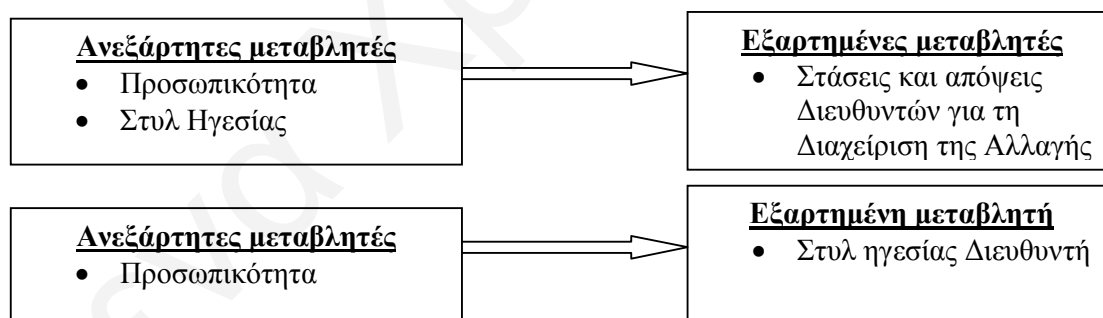 Ανεξάρτητες μεταβλητές
• Προσωπικότητα
• Στυλ Ηγεσίας
Εξαρτημένες μεταβλητές
• Στάσεις και απόψεις
Διευθυντών για τη
Διαχείριση της Αλλαγής
Ανεξάρτητες μεταβλητές
• Προσωπικότητα
Εξαρτημένη μεταβλητή
• Στυλ ηγεσίας Διευθυντή